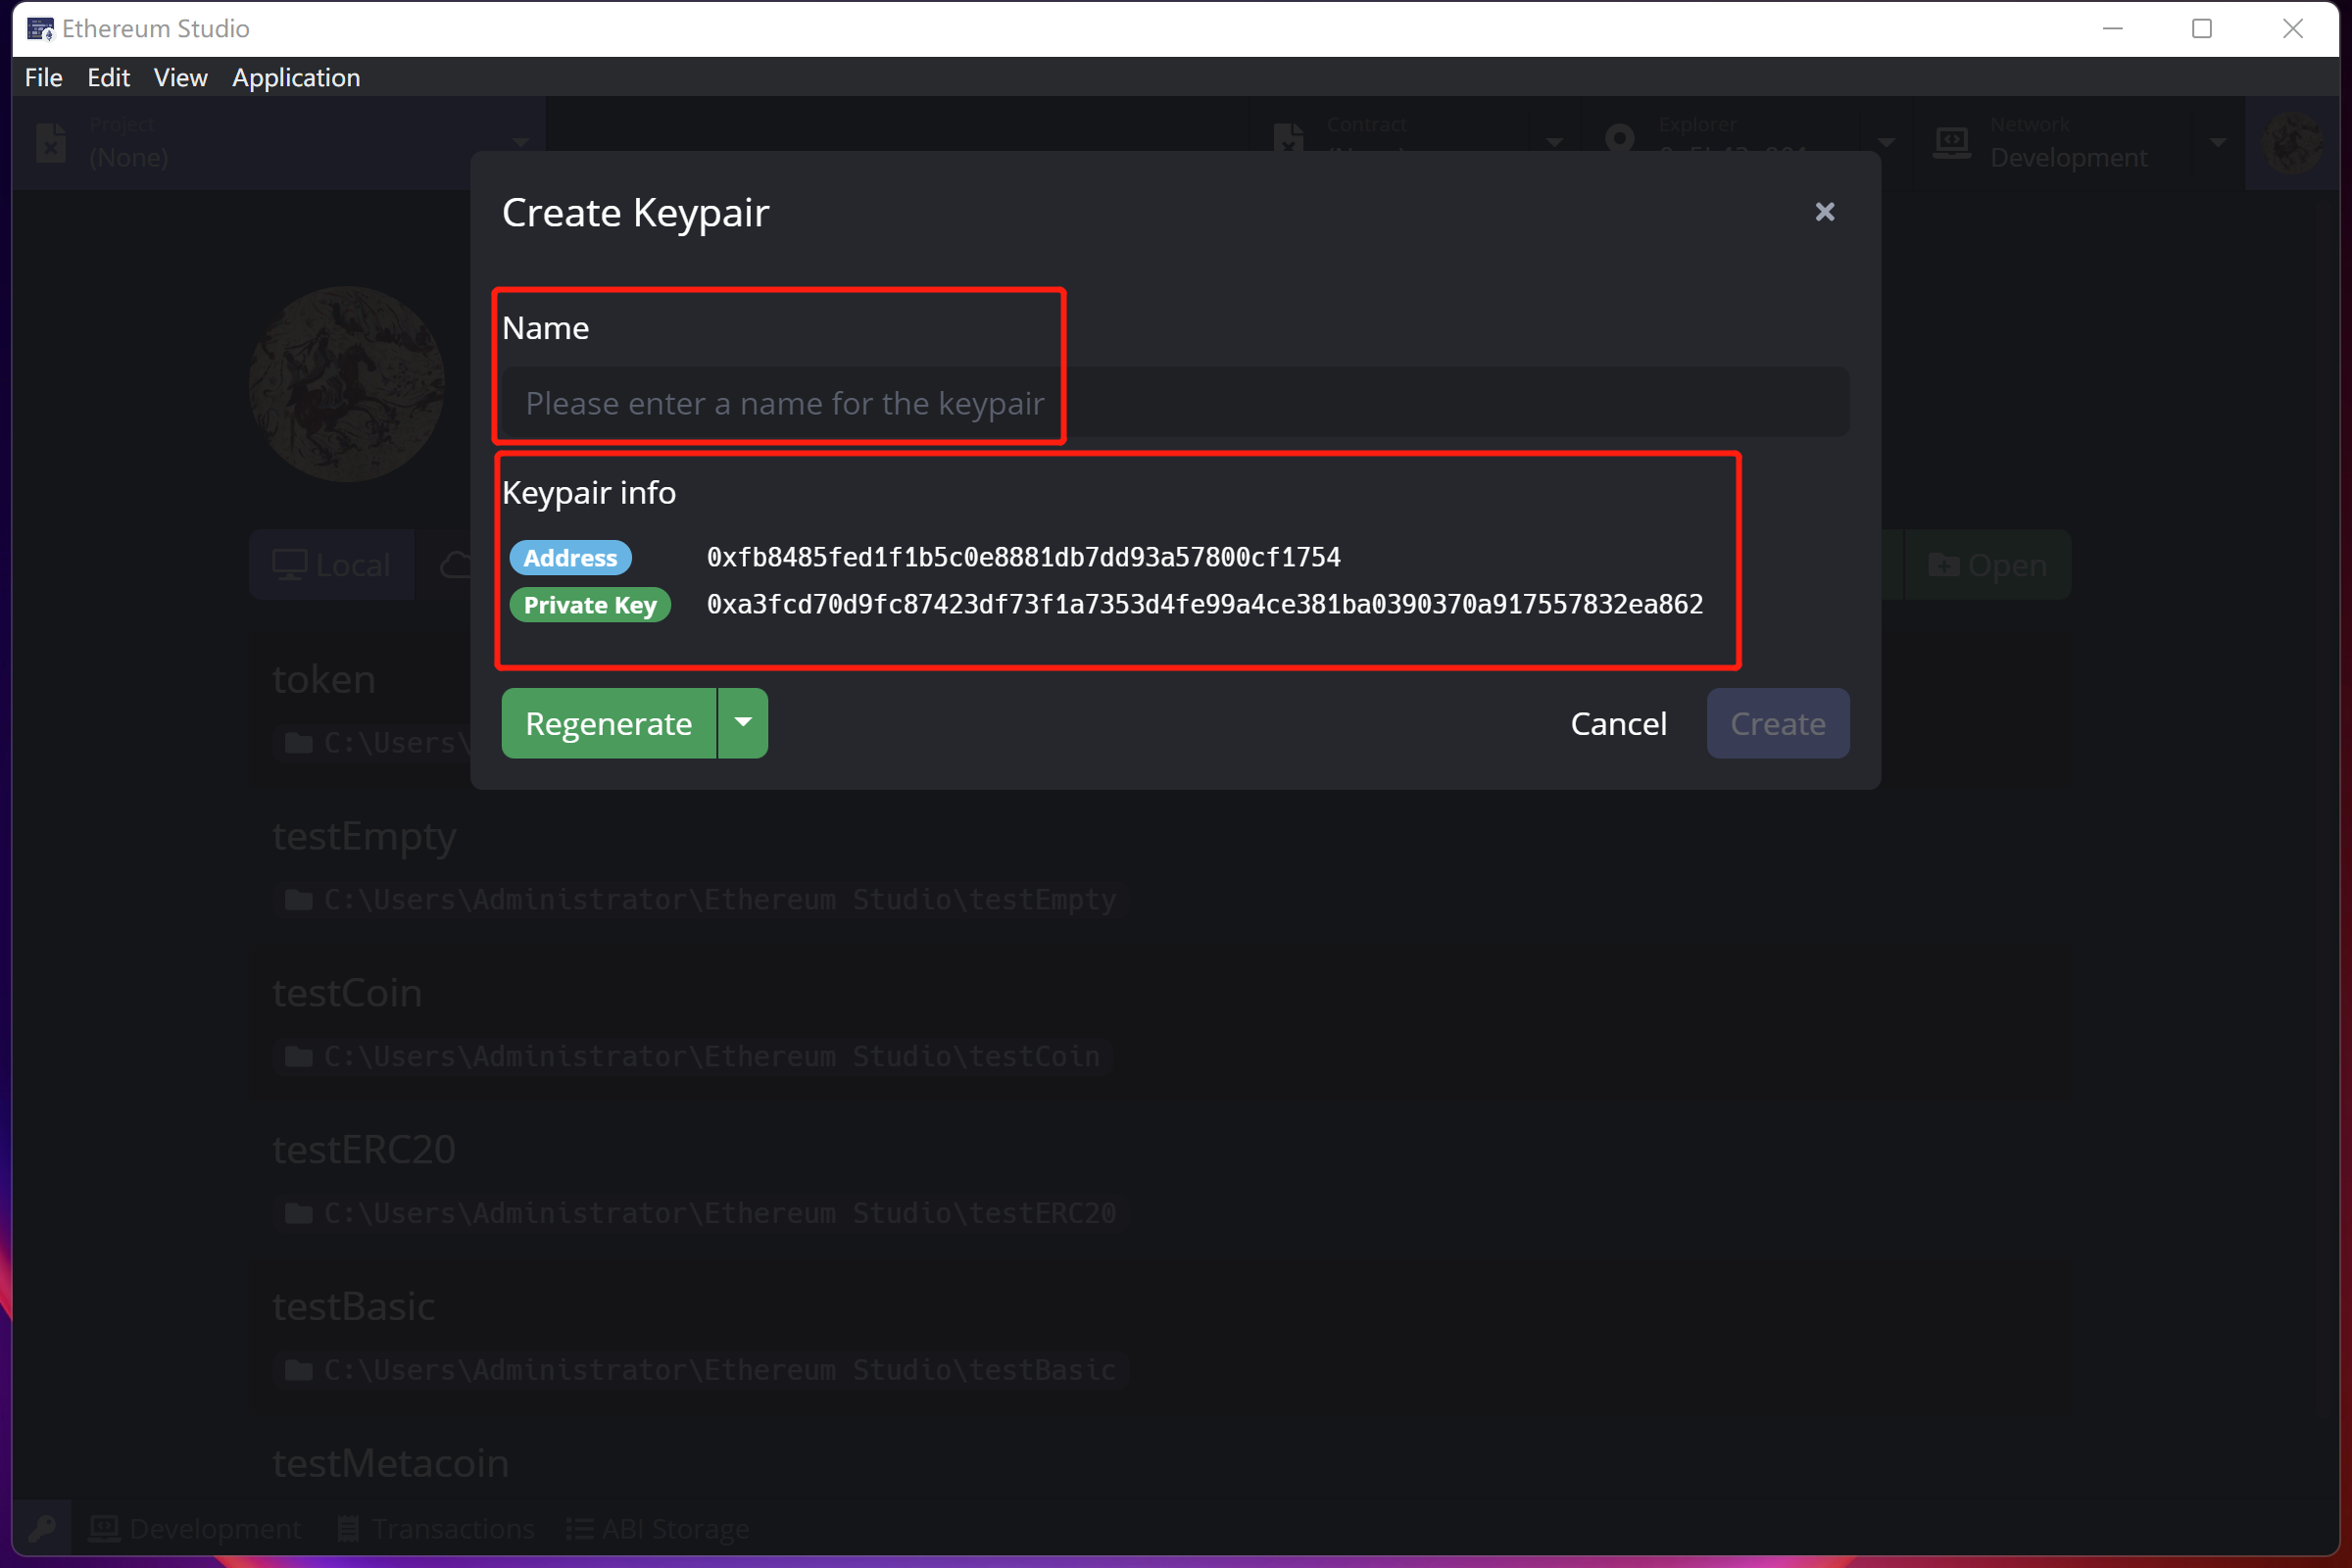 Ethereum Studio
File Edit View Application
Project
(None)
Contract
Explorer
Network
Development
Create Keypair
Name
Please enter a name for the keypair
Keypair info
Address 0xfb8485fed1f1b5c0e8881db7dd93a57800cf1754
Private Key 0xa3fcd70d9fc87423df73f1a7353d4fe99a4ce381ba0390370a917557832ea862
Regenerate
Cancel
Create
Local
Open
token
C:\Users\
testEmpty
C:\Users\Administrator\Ethereum Studio\testEmpty
testCoin
C:\Users\Administrator\Ethereum Studio\testCoin
testERC20
C:\Users\Administrator\Ethereum Studio\testERC20
testBasic
C:\Users\Administrator\Ethereum Studio\testBasic
testMetacoin
Development Transactions ABI Storage